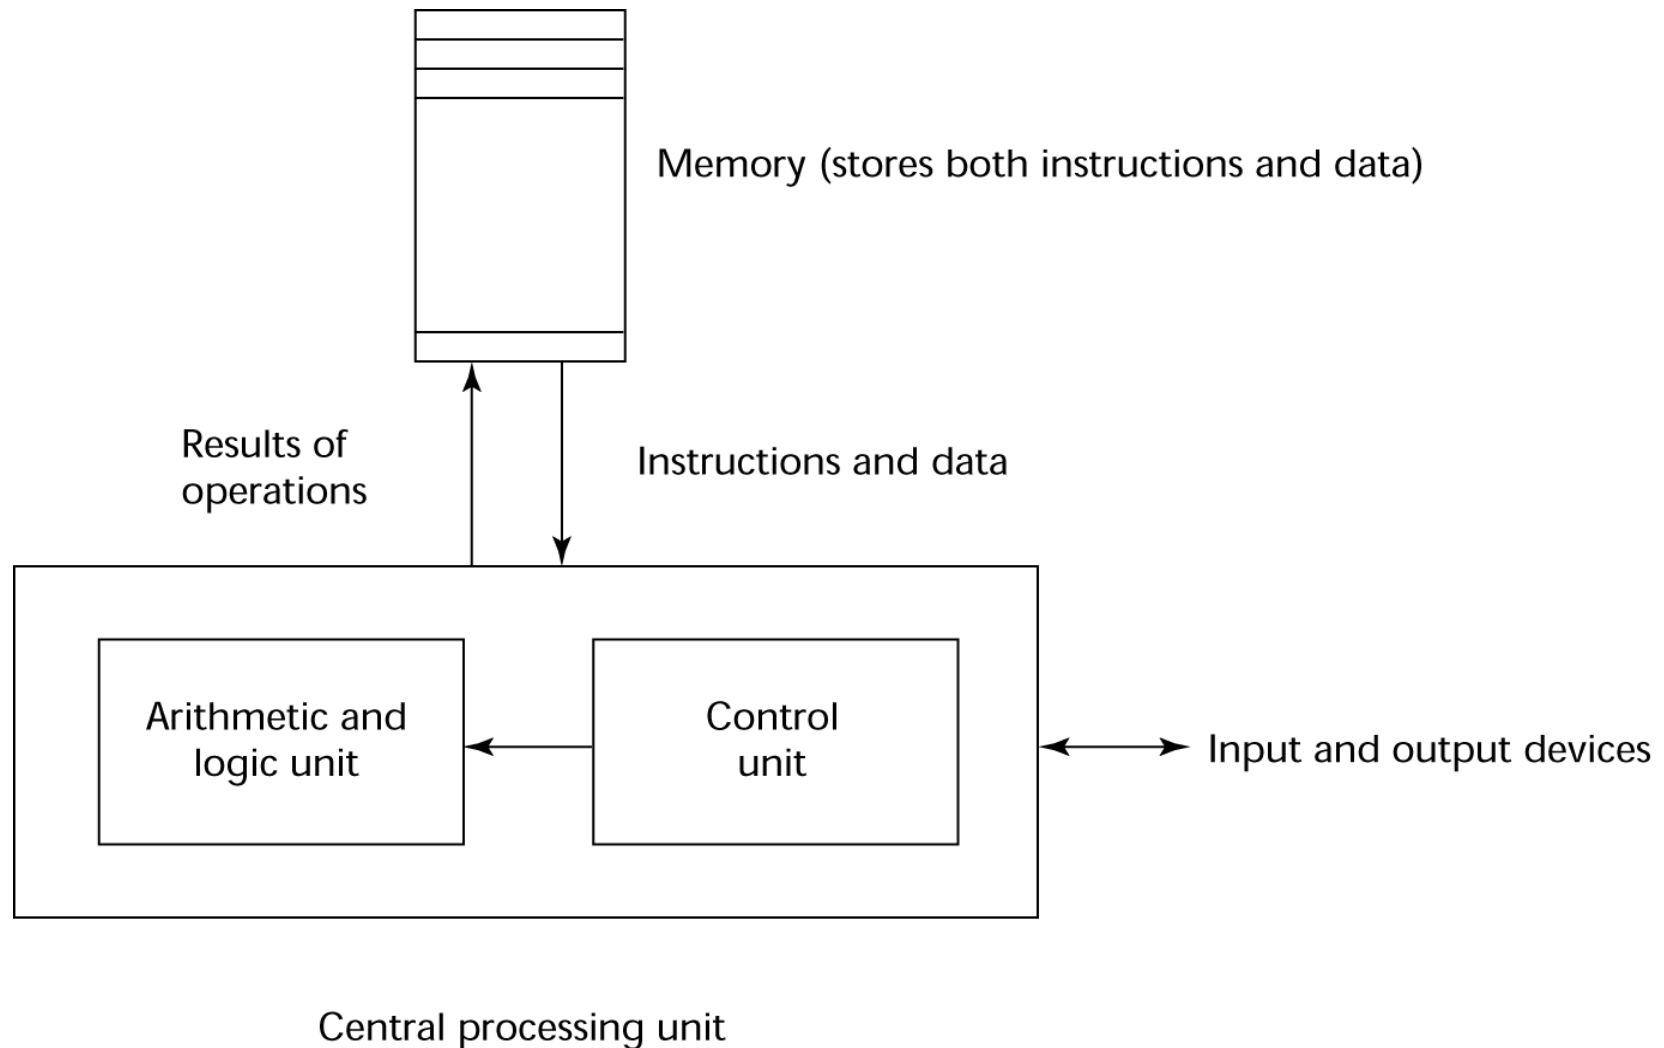 Memory (stores both instructions and data)
Results of
operations
Instructions and data
Arithmetic and
logic unit
Control
unit
Input and output devices
Central processing unit